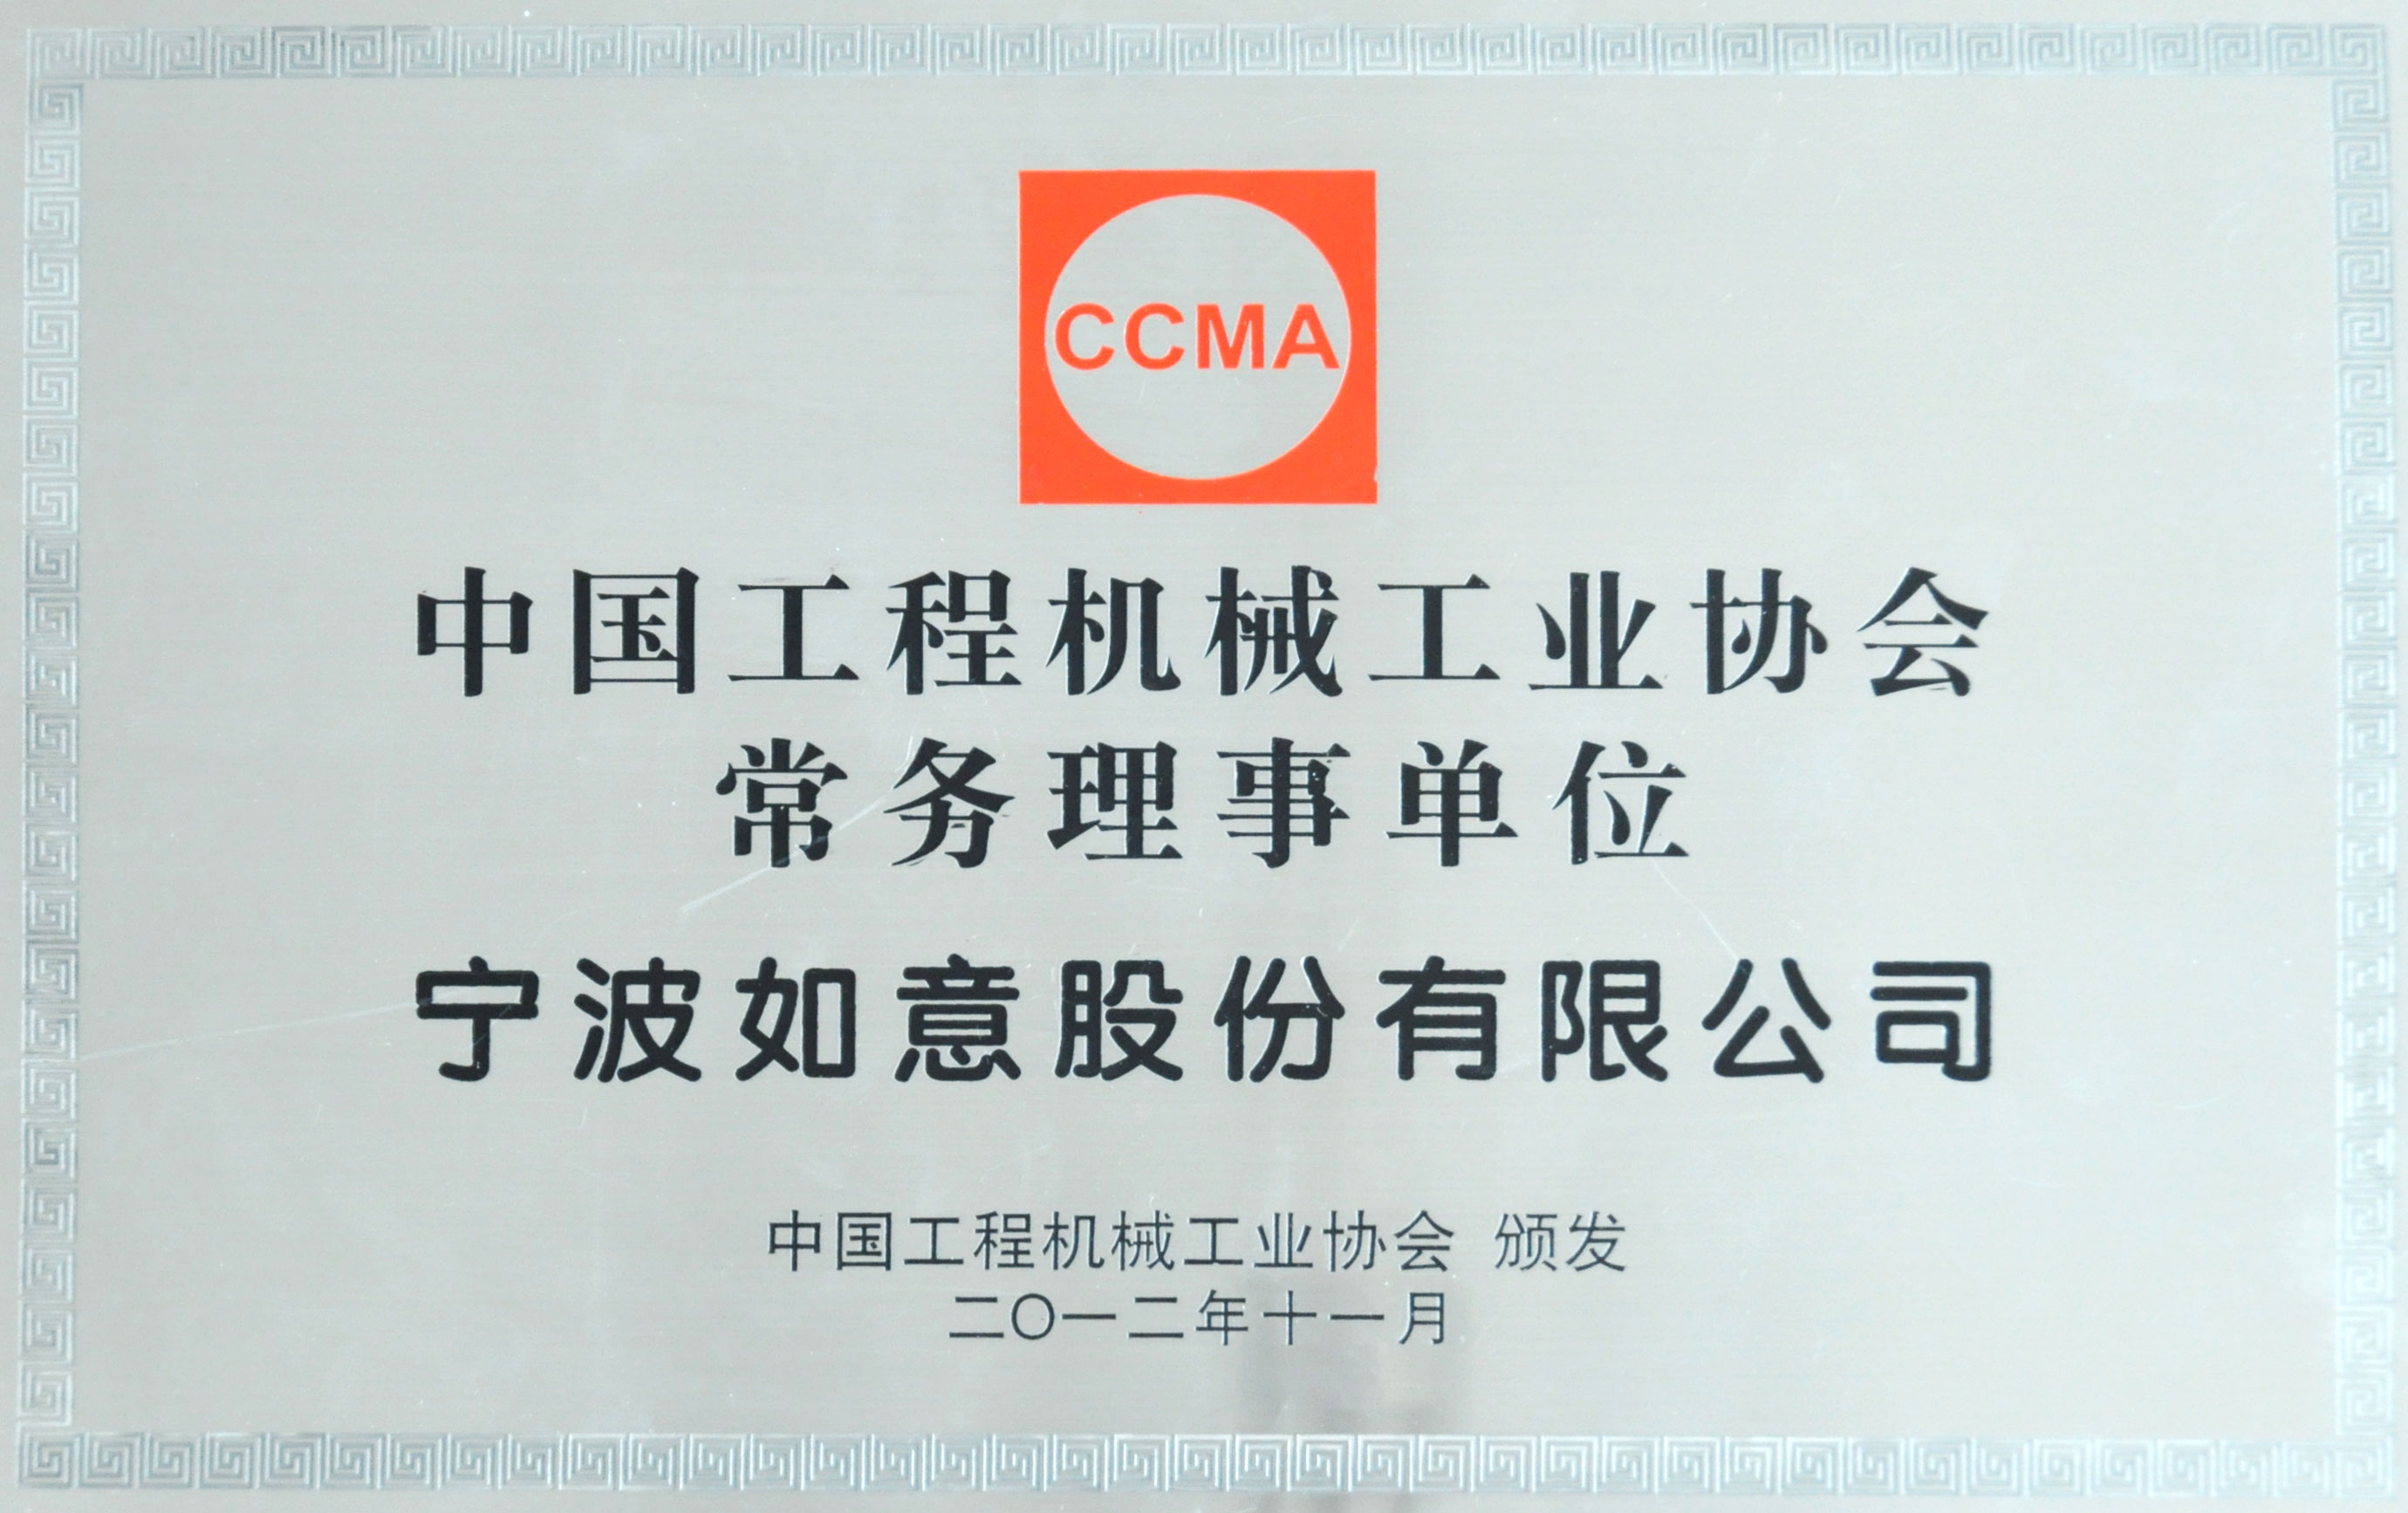 CCMA
中国工程机械工业协会
常务理事单位
宁波如意股份有限公司
中国工程机械工业协会 颁发
二〇一二年十一月